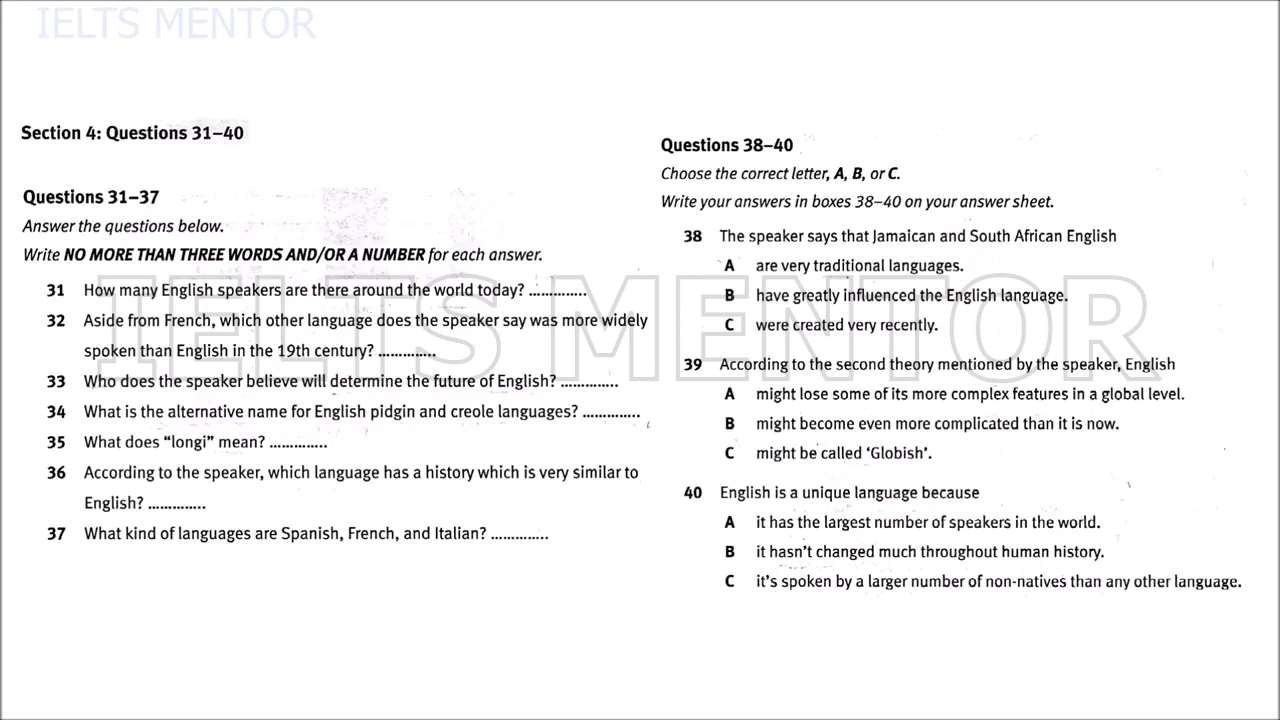 IELTS MENTOR
Section 4: Questions 31–40
Questions 31–37
Answer the questions below.
Write NO MORE THAN THREE WORDS AND/OR A NUMBER for each answer.
31 How many English speakers are there around the world today? ..............
32 Aside from French, which other language does the speaker say was more widely
spoken than English in the 19th century? ..............
33 Who does the speaker believe will determine the future of English? ..............
34 What is the alternative name for English pidgin and creole languages? ..............
35 What does “longi” mean? ..............
36 According to the speaker, which language has a history which is very similar to
English? ..............
37 What kind of languages are Spanish, French, and Italian? ..............
Questions 38–40
Choose the correct letter, A, B, or C.
Write your answers in boxes 38–40 on your answer sheet.
38 The speaker says that Jamaican and South African English
A are very traditional languages.
B have greatly influenced the English language.
C were created very recently.
39 According to the second theory mentioned by the speaker, English
A might lose some of its more complex features in a global level.
B might become even more complicated than it is now.
C might be called ‘Globish’.
40 English is a unique language because
A it has the largest number of speakers in the world.
B it hasn’t changed much throughout human history.
C it’s spoken by a larger number of non-natives than any other language.
IELTS MENTOR